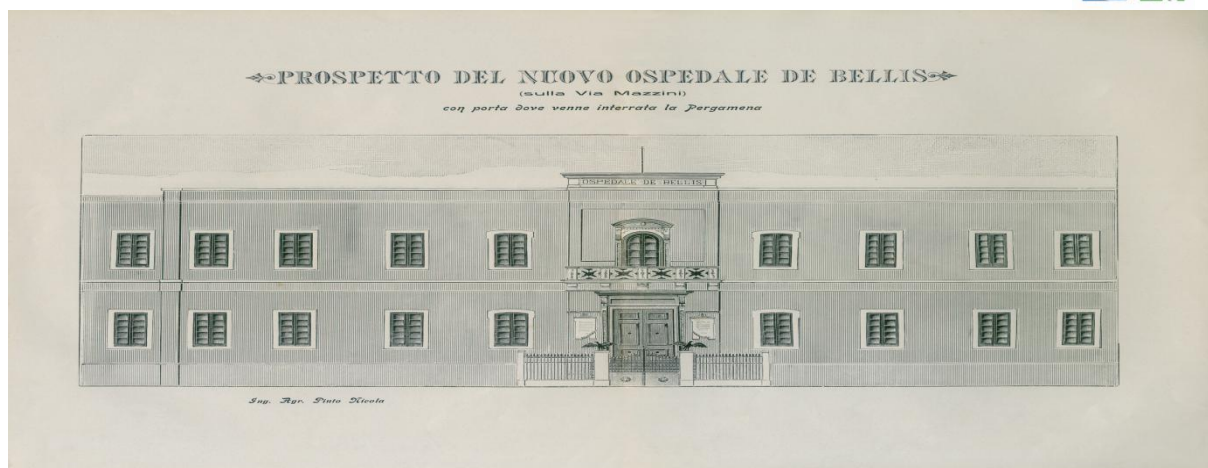 PROSPETTO DEL NUOVO OSPEDALE DE BELLIS
(sulla Via Mazzini)
con porta dove venne interrata la Pergamena
OSPEDALE DE BELLIS
Ing. Agr. Pinto Nicola